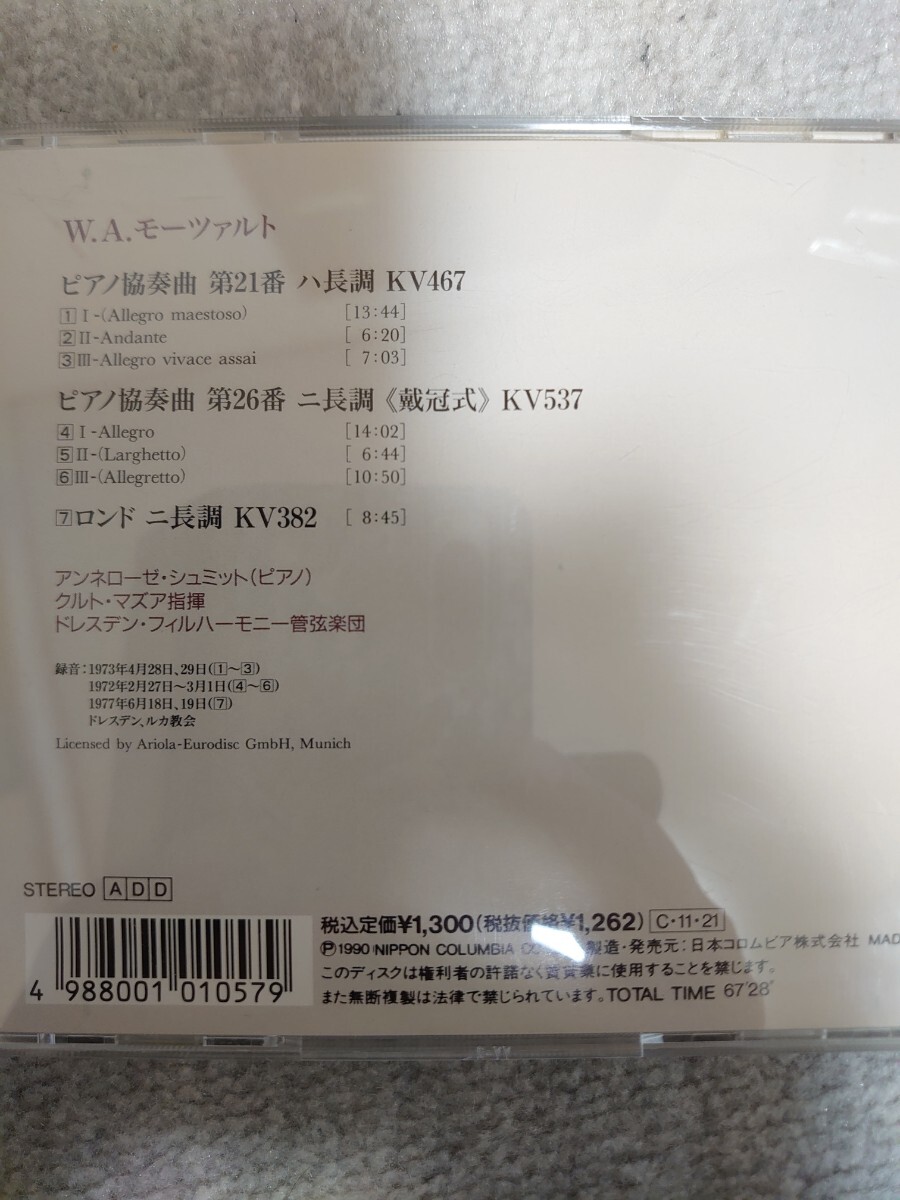 W.A.モーツァルト
ピアノ協奏曲 第21番 ハ長調 KV467
1 I-(Allegro maestoso) [13:44]
2 II-Andante [ 6:20]
3 III-Allegro vivace assai [ 7:03]
ピアノ協奏曲 第26番 ニ長調《戴冠式》KV537
4 I-Allegro [14:02]
5 II-(Larghetto) [ 6:44]
6 III-(Allegretto) [10:50]
7 ロンド ニ長調 KV382 [ 8:45]
アンネローゼ・シュミット(ピアノ)
クルト・マズア指揮
ドレスデン・フィルハーモニー管弦楽団
録音:1973年4月28日、29日(1〜3)
1972年2月27日〜3月1日(4〜6)
1977年6月18日、19日(7)
ドレスデン、ルカ教会
Licensed by Ariola-Eurodisc GmbH, Munich
STEREO ADD
税込定価¥1,300(税抜価格¥1,262) C・11・21
Ⓟ1990 NIPPON COLUMBIA 製造・発売元:日本コロムビア株式会社 MAD
このディスクは権利者の許諾なく賃貸業に使用することを禁じます。
また無断複製は法律で禁じられています。TOTAL TIME 67'28"
4 988001 010579